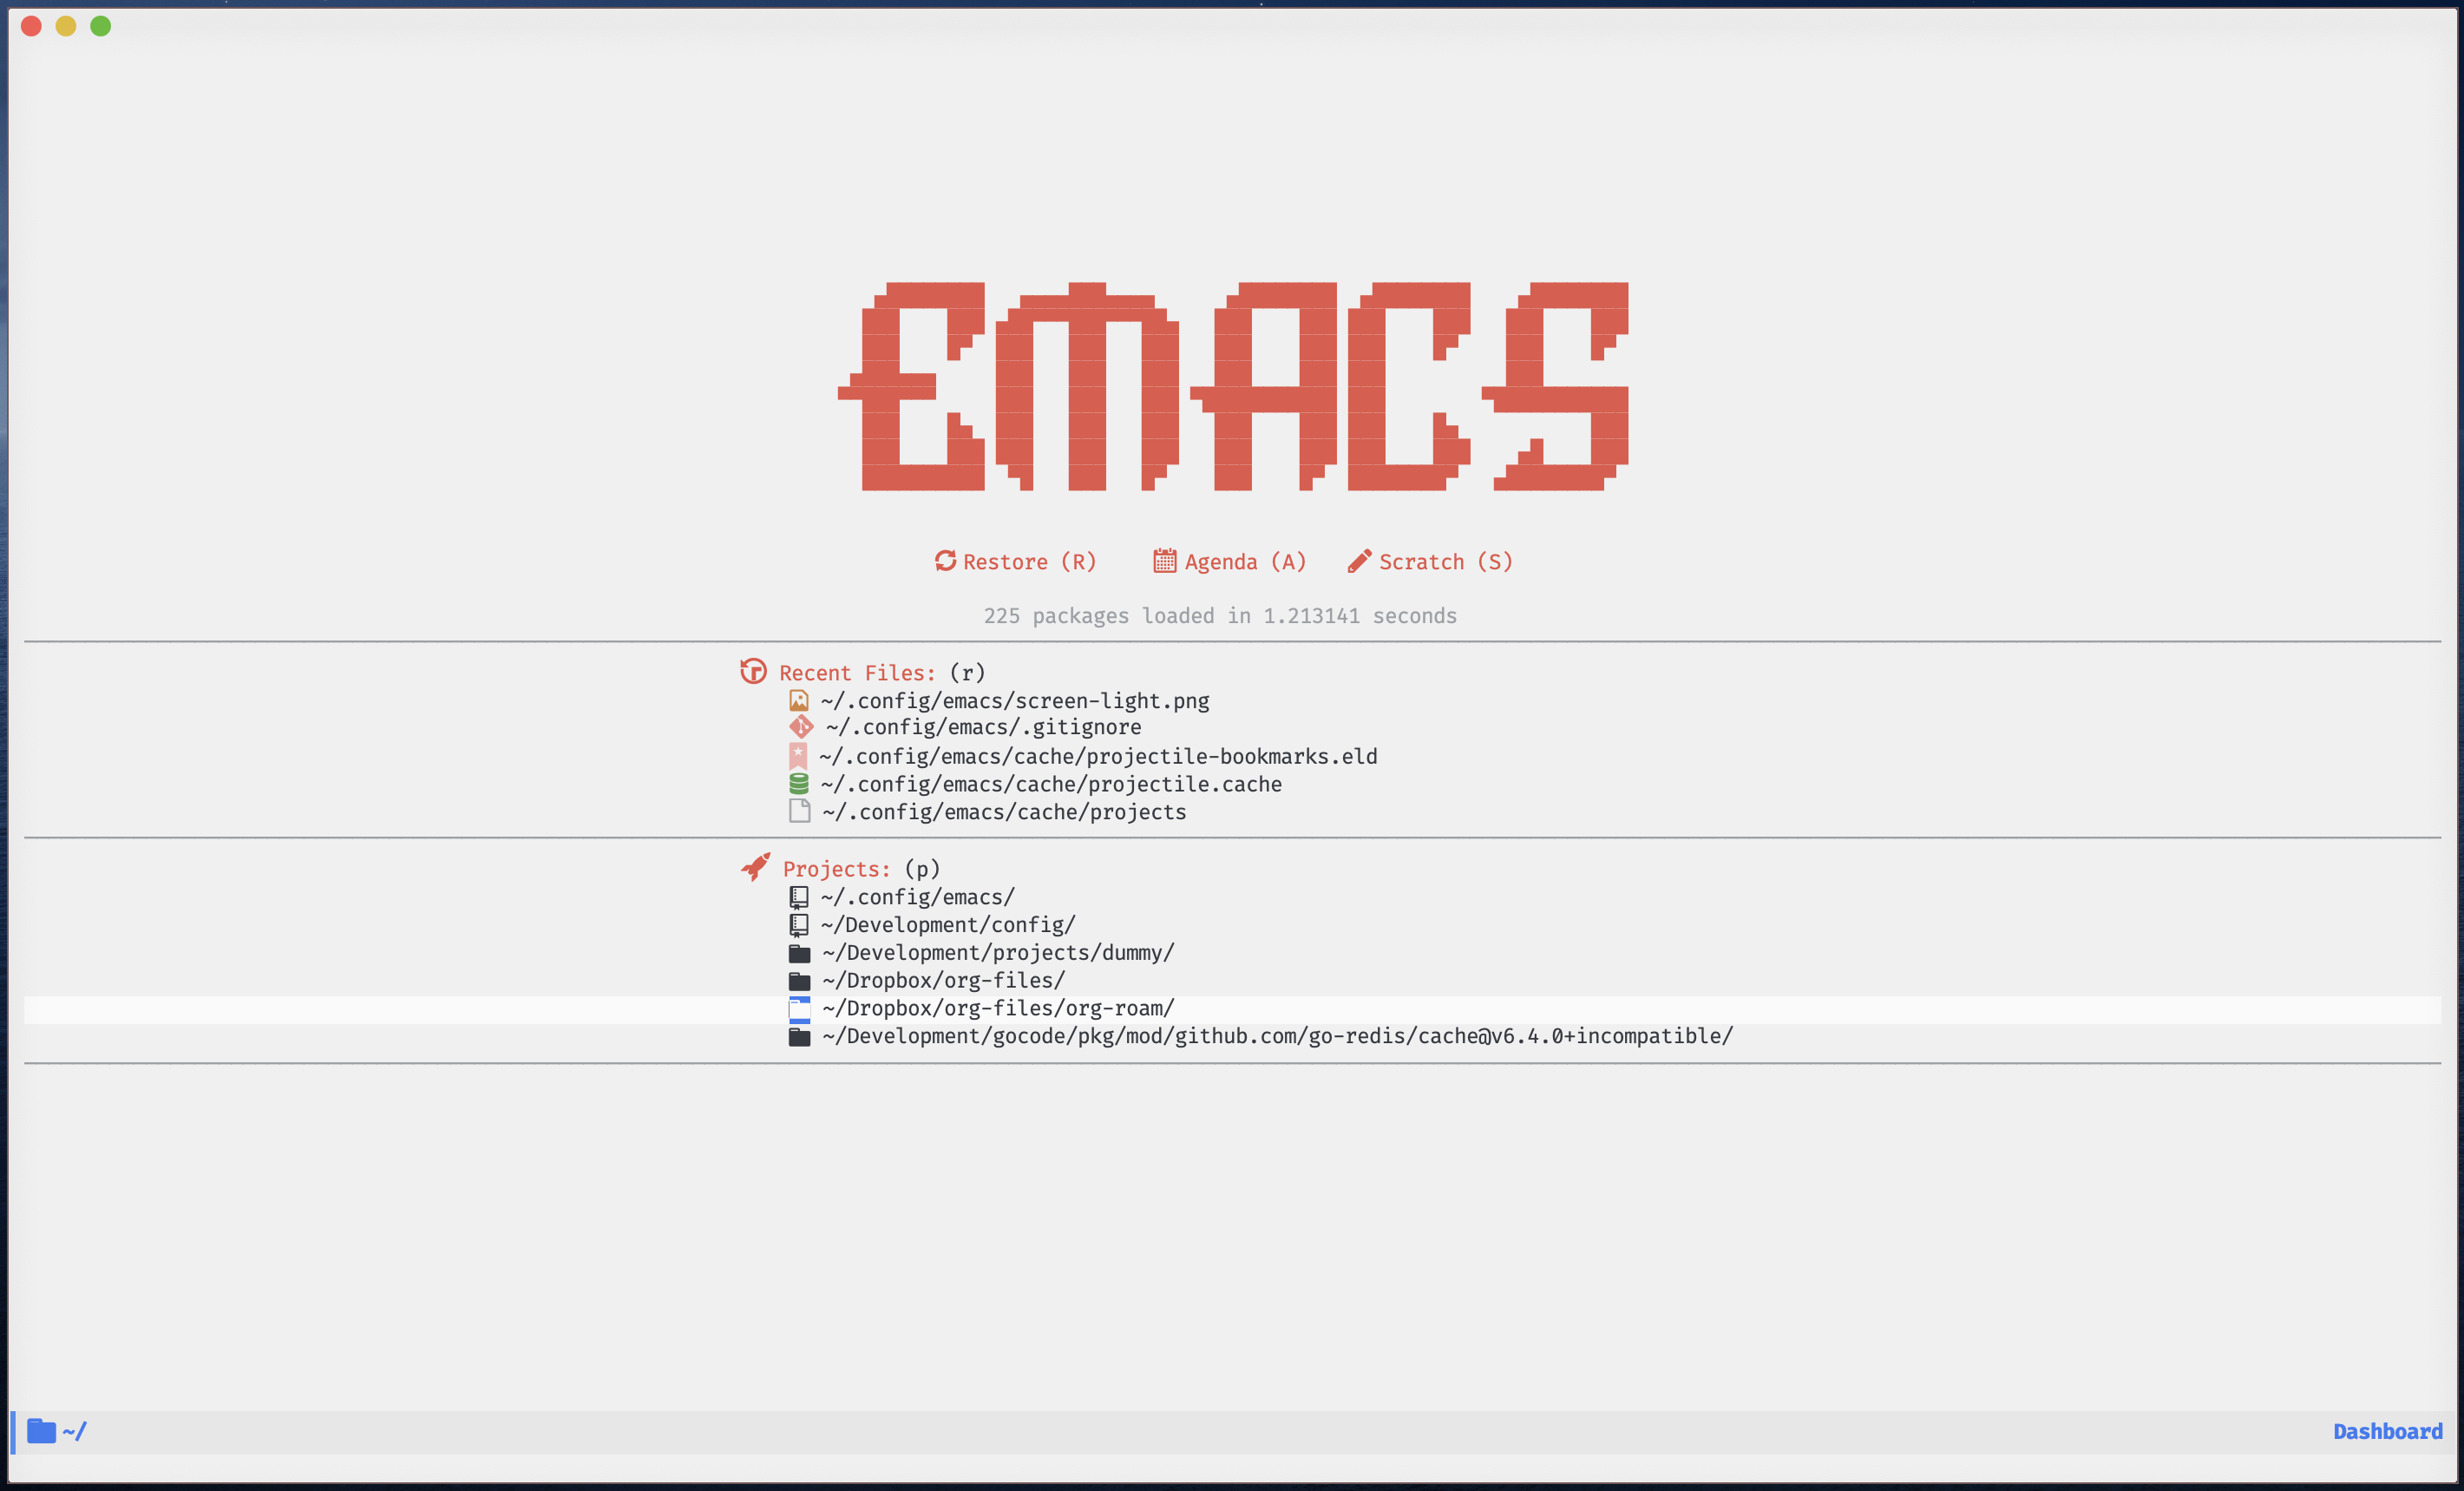 EMACS
Restore (R) Agenda (A) Scratch (S)
225 packages loaded in 1.213141 seconds
Recent Files: (r)
~/.config/emacs/screen-light.png
~/.config/emacs/.gitignore
~/.config/emacs/cache/projectile-bookmarks.eld
~/.config/emacs/cache/projectile.cache
~/.config/emacs/cache/projects
Projects: (p)
~/.config/emacs/
~/Development/config/
~/Development/projects/dummy/
~/Dropbox/org-files/
~/Dropbox/org-files/org-roam/
~/Development/gocode/pkg/mod/github.com/go-redis/cache@v6.4.0+incompatible/
~/ Dashboard